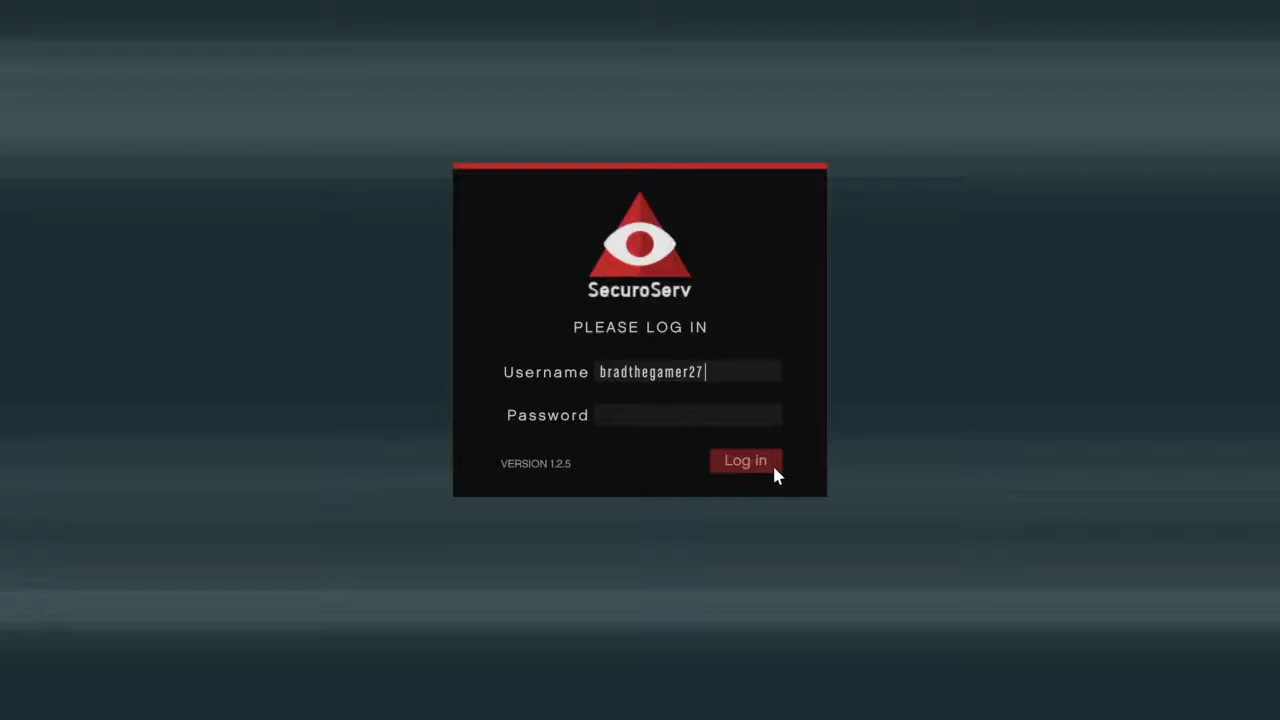 SecuroServ
PLEASE LOG IN
Username bradthegamer27
Password
VERSION 1.2.5 Log in